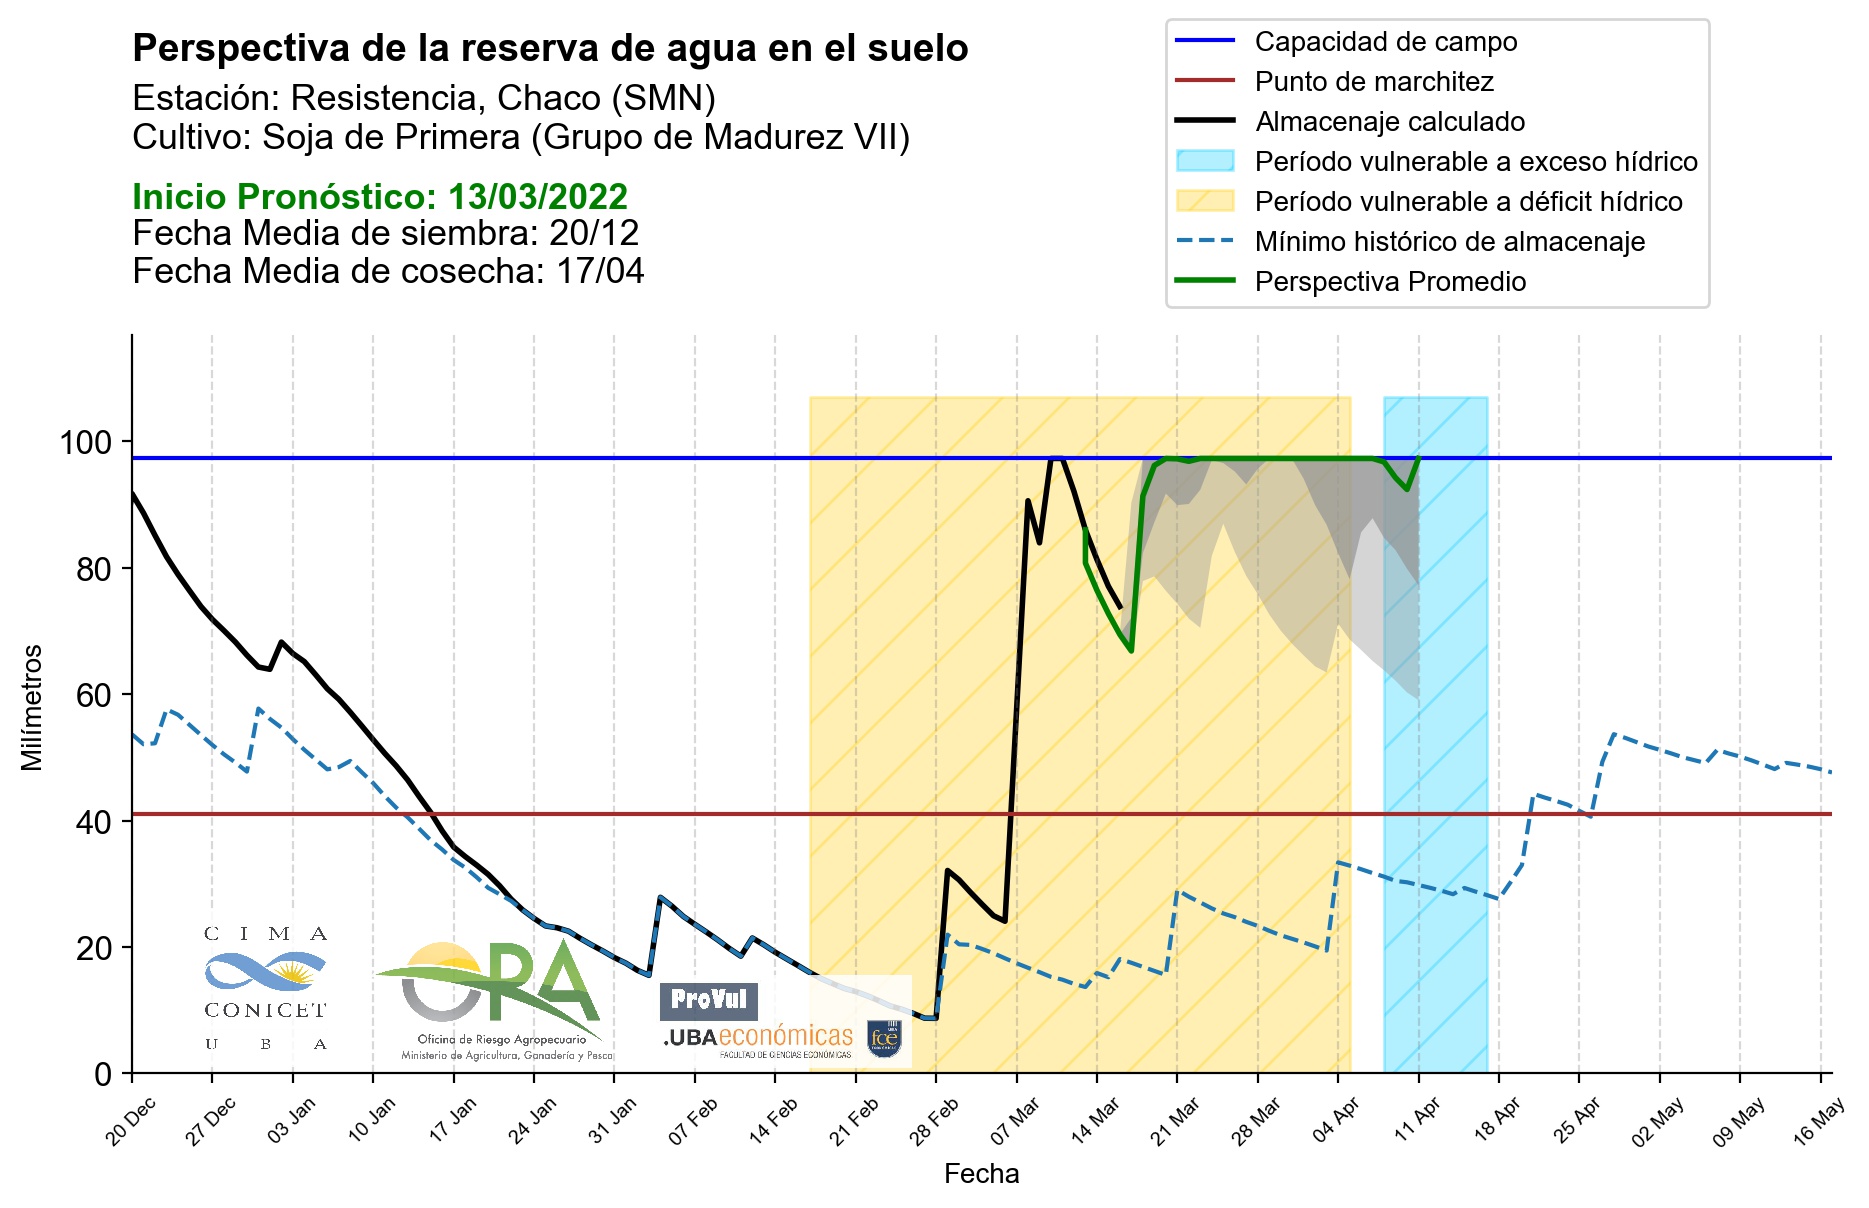 Perspectiva de la reserva de agua en el suelo
Estación: Resistencia, Chaco (SMN)
Cultivo: Soja de Primera (Grupo de Madurez VII)
Inicio Pronóstico: 13/03/2022
Fecha Media de siembra: 20/12
Fecha Media de cosecha: 17/04
Capacidad de campo
Punto de marchitez
Almacenaje calculado
Período vulnerable a exceso hídrico
Período vulnerable a déficit hídrico
Mínimo histórico de almacenaje
Perspectiva Promedio
Milímetros
100
80
60
40
20
0
CIMA
CONICET
UBA
ORA
Oficina de Riesgo Agropecuario
Ministerio de Agricultura, Ganadería y Pesca
ProVul
.UBAeconómicas
FACULTAD DE CIENCIAS ECONÓMICAS
UBA
fce
ECONÓMICAS
20 Dec
27 Dec
03 Jan
10 Jan
17 Jan
24 Jan
31 Jan
07 Feb
14 Feb
21 Feb
28 Feb
07 Mar
14 Mar
21 Mar
28 Mar
04 Apr
11 Apr
18 Apr
25 Apr
02 May
09 May
16 May
Fecha